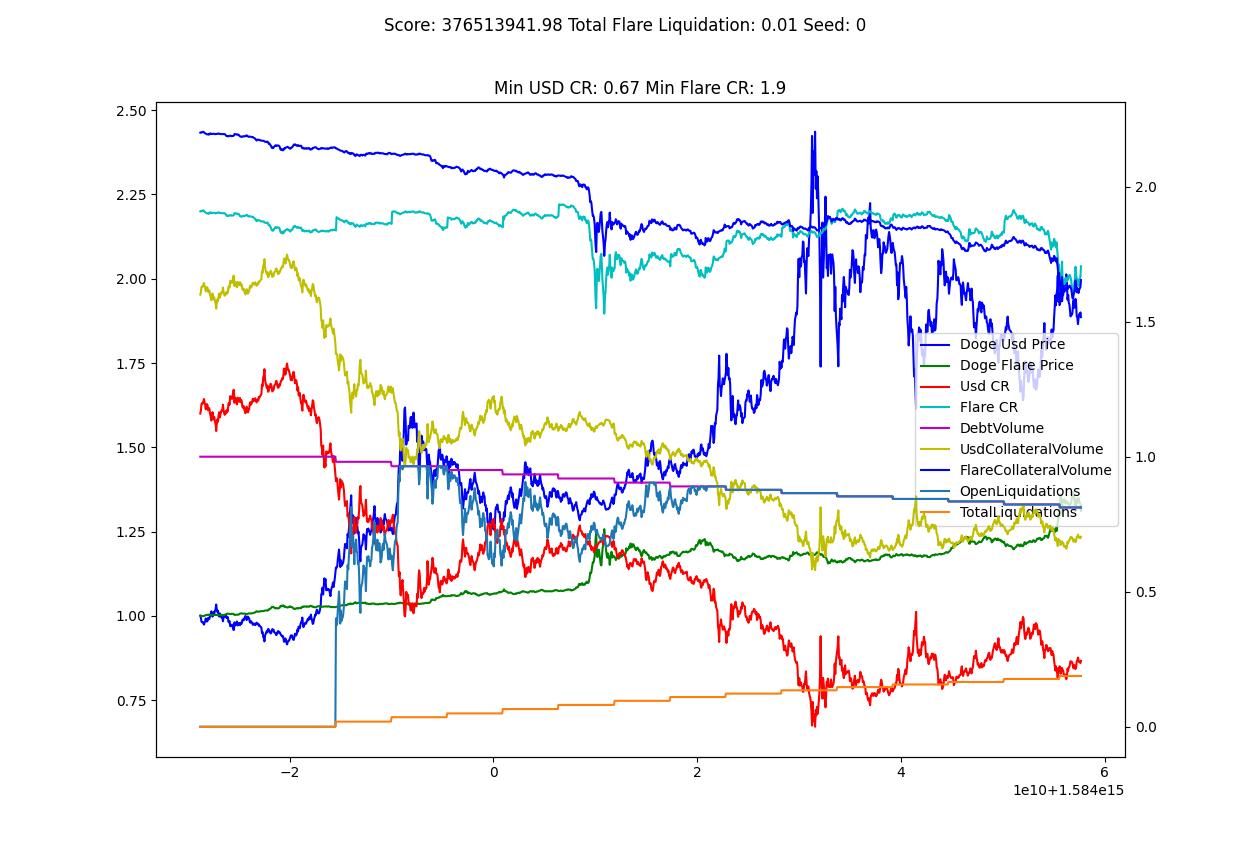 Score: 376513941.98 Total Flare Liquidation: 0.01 Seed: 0
Min USD CR: 0.67 Min Flare CR: 1.9
2.50
2.25
2.00
1.75
1.50
1.25
1.00
0.75
2.0
1.5
1.0
0.5
0.0
Doge Usd Price
Doge Flare Price
Usd CR
Flare CR
DebtVolume
UsdCollateralVolume
FlareCollateralVolume
OpenLiquidations
TotalLiquidations
−2 0 2 4 6
1e10+1.584e15